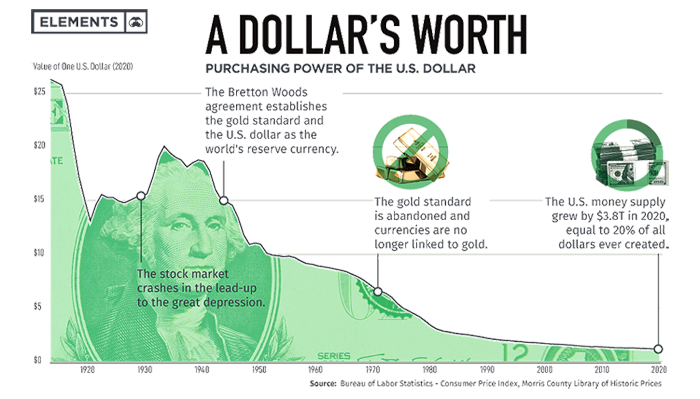 ELEMENTS
A DOLLAR'S WORTH
PURCHASING POWER OF THE U.S. DOLLAR
Value of One U.S. Dollar (2020)
$25
$20
$15
$10
$5
$0
The Bretton Woods
agreement establishes
the gold standard and
the U.S. dollar as the
world's reserve currency.
The stock market
crashes in the lead-up
to the great depression.
The gold standard
is abandoned and
currencies are no
longer linked to gold.
The U.S. money supply
grew by $3.8T in 2020,
equal to 20% of all
dollars ever created.
SERIES
12
1920 1930 1940 1950 1960 1970 1980 1990 2000 2010 2020
Source: Bureau of Labor Statistics - Consumer Price Index, Morris County Library of Historic Prices